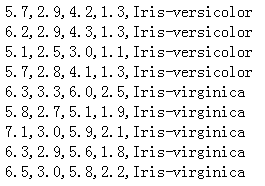 5.7,2.9,4.2,1.3,Iris-versicolor
6.2,2.9,4.3,1.3,Iris-versicolor
5.1,2.5,3.0,1.1,Iris-versicolor
5.7,2.8,4.1,1.3,Iris-versicolor
6.3,3.3,6.0,2.5,Iris-virginica
5.8,2.7,5.1,1.9,Iris-virginica
7.1,3.0,5.9,2.1,Iris-virginica
6.3,2.9,5.6,1.8,Iris-virginica
6.5,3.0,5.8,2.2,Iris-virginica